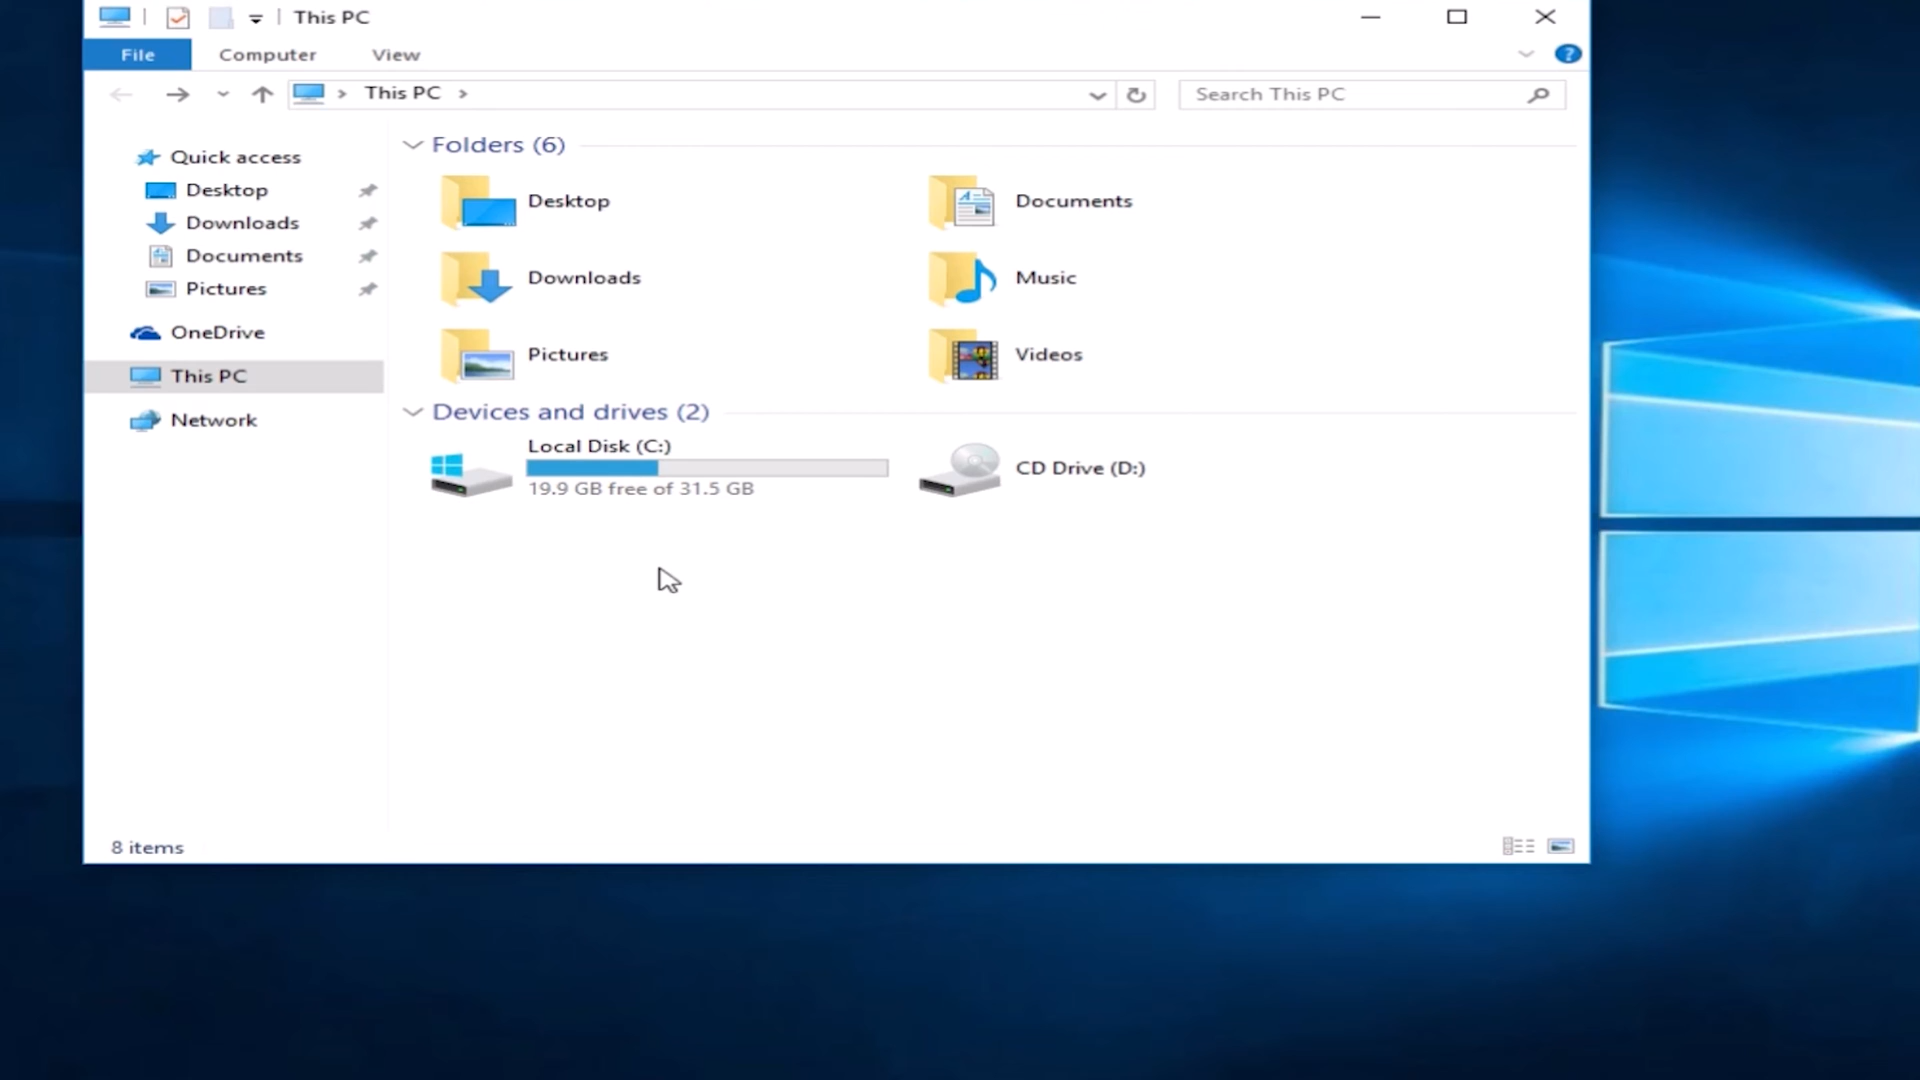 This PC
File
Computer
View
?
This PC
Search This PC
Quick access
Desktop
Downloads
Documents
Pictures
OneDrive
This PC
Network
Folders (6)
Desktop
Documents
Downloads
Music
Pictures
Videos
Devices and drives (2)
Local Disk (C:)
19.9 GB free of 31.5 GB
CD Drive (D:)
8 items